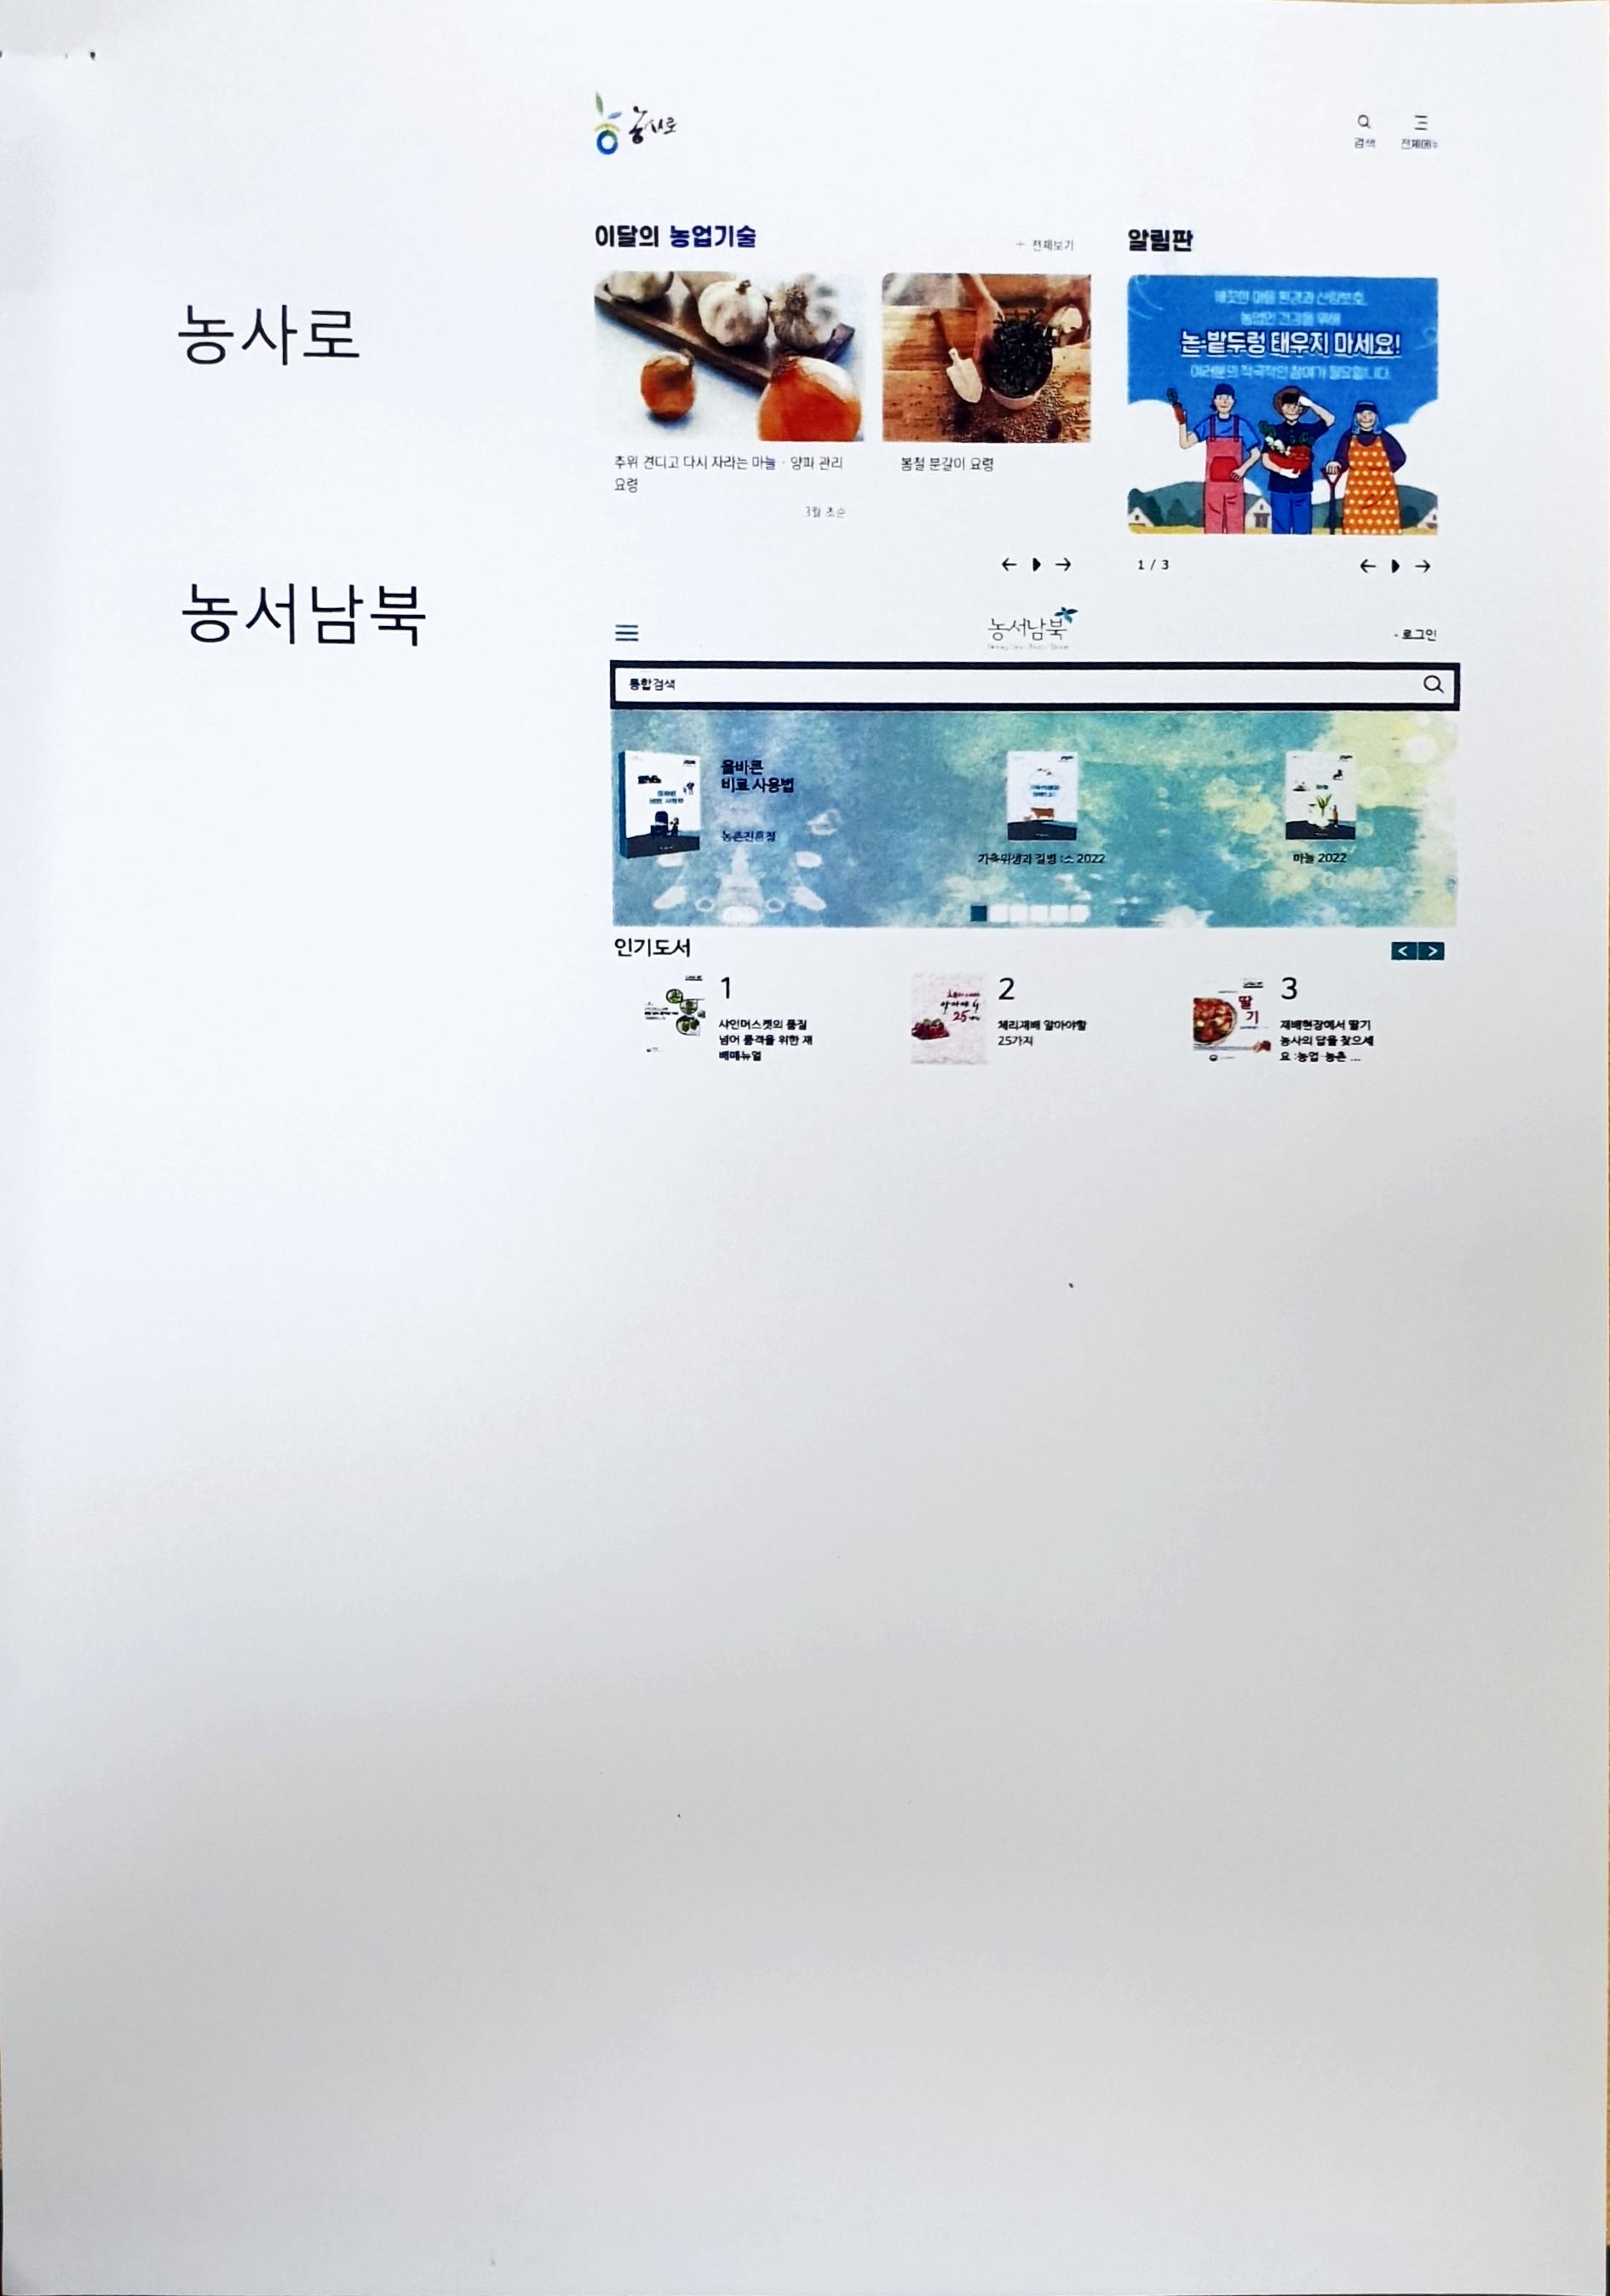 농사로
농서남북
농사로
검색
전체메뉴
이달의 농업기술
+ 전체보기
알림판
깨끗한 마을 환경과 산림보호,
농업인 건강을 위해
논·밭두렁 태우지 마세요!
여러분의 적극적인 참여가 필요합니다.
추위 견디고 다시 자라는 마늘 · 양파 관리
요령
3월 초순
봄철 분갈이 요령
1 / 3
농서남북
- 로그인
통합검색
올바른
비료 사용법
농촌진흥청
가축위생과 질병 :소 2022
마늘 2022
인기도서
< >
1
샤인머스켓의 품질
넘어 품격을 위한 재
배매뉴얼
2
체리재배 알아야할
25가지
3
딸기
재배현장에서 딸기
농사의 답을 찾으세
요 :농업·농촌 ...